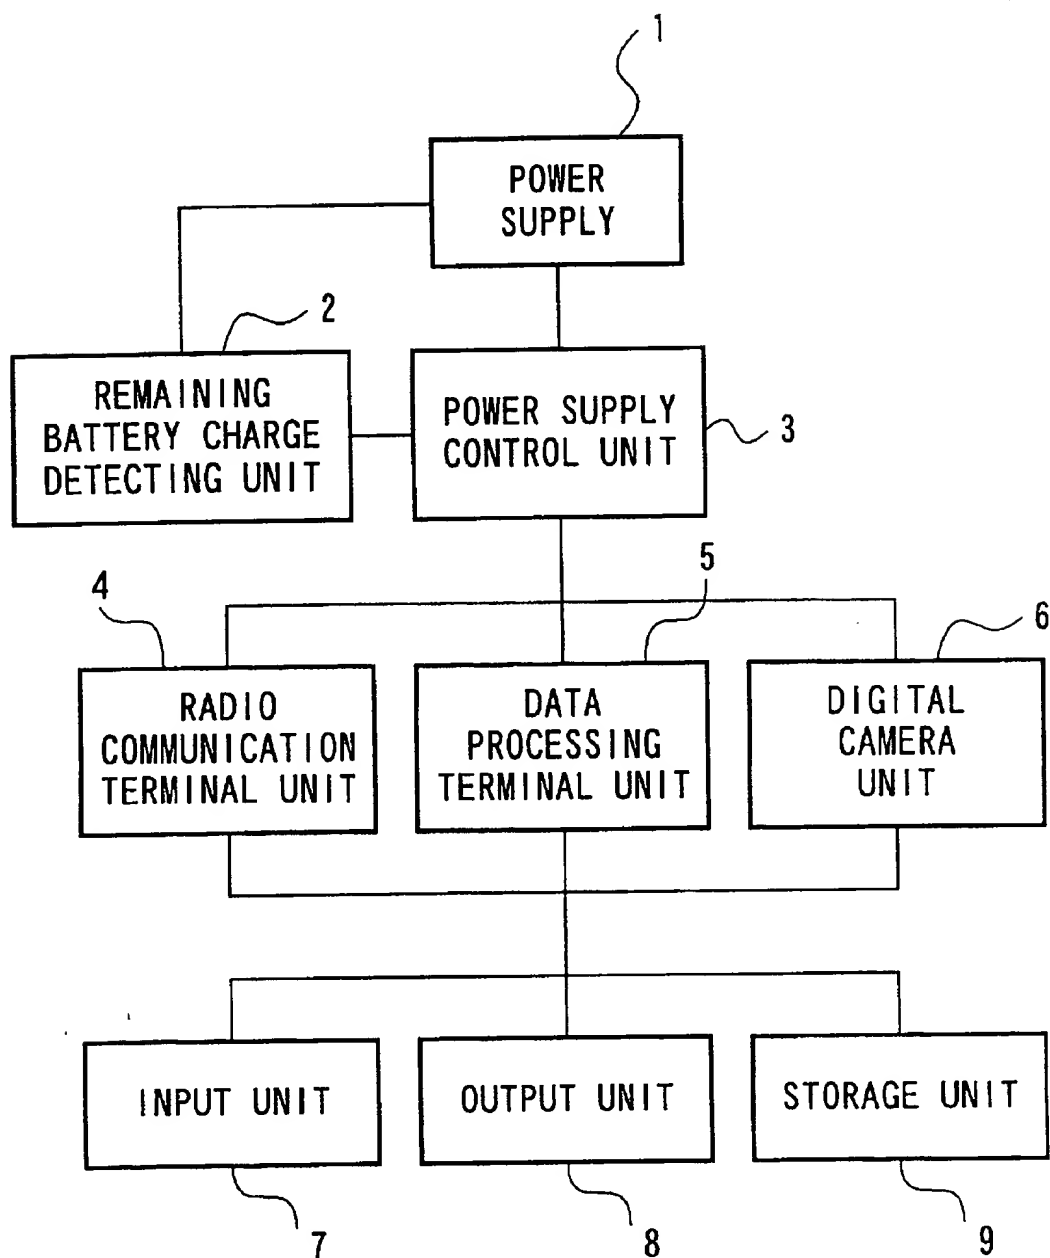 1
POWER
SUPPLY
2
REMAINING
BATTERY CHARGE
DETECTING UNIT
POWER SUPPLY
CONTROL UNIT
3
4
5
6
RADIO
COMMUNICATION
TERMINAL UNIT
DATA
PROCESSING
TERMINAL UNIT
DIGITAL
CAMERA
UNIT
INPUT UNIT
OUTPUT UNIT
STORAGE UNIT
7
8
9